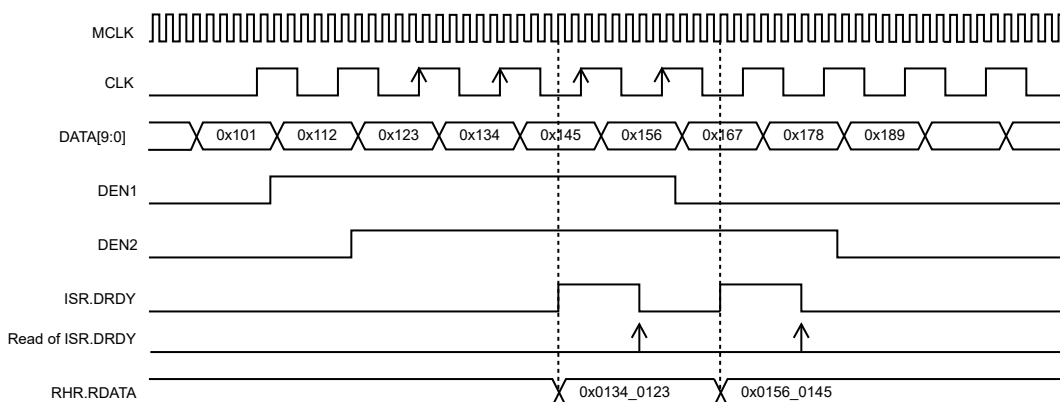 MCLK
CLK
DATA[9:0] 0x101 0x112 0x123 0x134 0x145 0x156 0x167 0x178 0x189
DEN1
DEN2
ISR.DRDY
Read of ISR.DRDY
RHR.RDATA 0x0134_0123 0x0156_0145